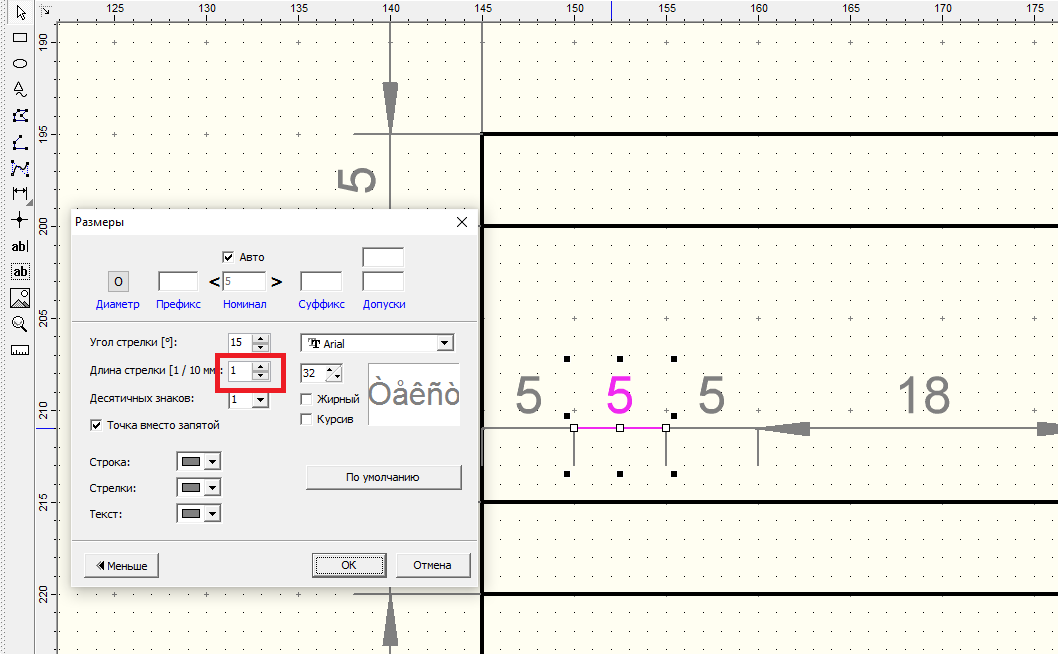 125 130 135 140 145 150 155 160 165 170 175
190
195
5
200
Размеры
Авто
O < 5 >
Диаметр Префикс Номинал Суффикс Допуски
205
Угол стрелки [º]: 15 Arial
Длина стрелки [1 / 10 мм 1 32 Òåêñò
Десятичных знаков: 1 Жирный
Точка вместо запятой Курсив
5 5 5 18
210
Строка:
По умолчанию
Стрелки:
Текст:
215
Меньше OK Отмена
220
ab
ab